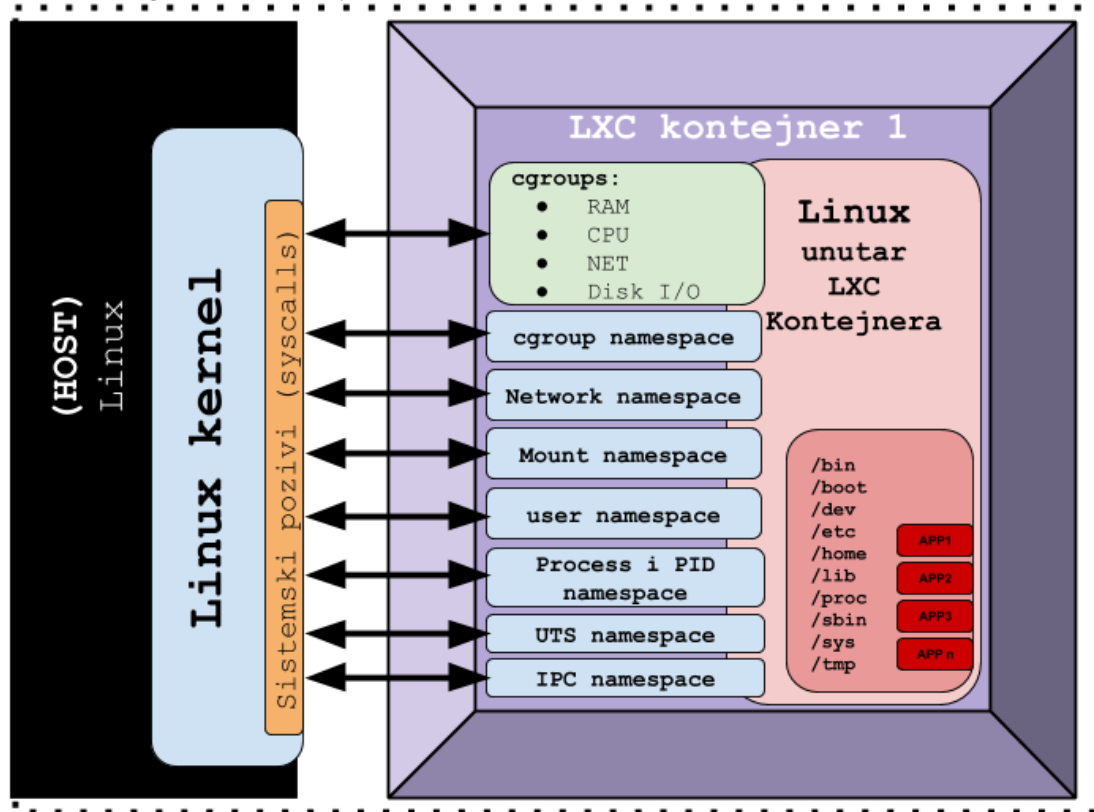 (HOST)
Linux
Linux kernel
Sistemski pozivi (syscalls)
LXC kontejner 1
cgroups:
● RAM
● CPU
● NET
● Disk I/O
cgroup namespace
Network namespace
Mount namespace
user namespace
Process i PID
namespace
UTS namespace
IPC namespace
Linux
unutar
LXC
Kontejnera
/bin
/boot
/dev
/etc
/home
/lib
/proc
/sbin
/sys
/tmp
APP1
APP2
APP3
APP n